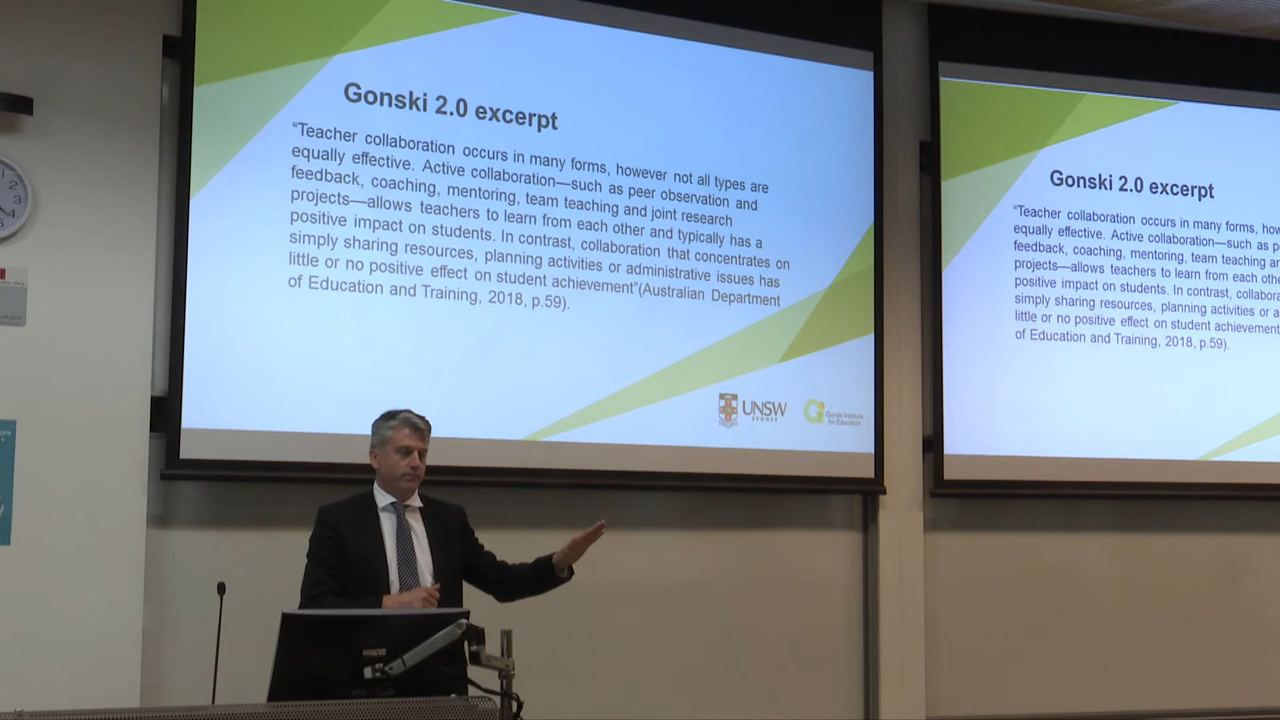 Gonski 2.0 excerpt
“Teacher collaboration occurs in many forms, however not all types are
equally effective. Active collaboration—such as peer observation and
feedback, coaching, mentoring, team teaching and joint research
projects—allows teachers to learn from each other and typically has a
positive impact on students. In contrast, collaboration that concentrates on
simply sharing resources, planning activities or administrative issues has
little or no positive effect on student achievement”(Australian Department
of Education and Training, 2018, p.59).
UNSW
SYDNEY
Gonski Institute
for Education
Gonski 2.0 excerpt
“Teacher collaboration occurs in many forms, how
equally effective. Active collaboration—such as p
feedback, coaching, mentoring, team teaching an
projects—allows teachers to learn from each othe
positive impact on students. In contrast, collabora
simply sharing resources, planning activities or a
little or no positive effect on student achievement
of Education and Training, 2018, p.59).
1
2
3
4
5